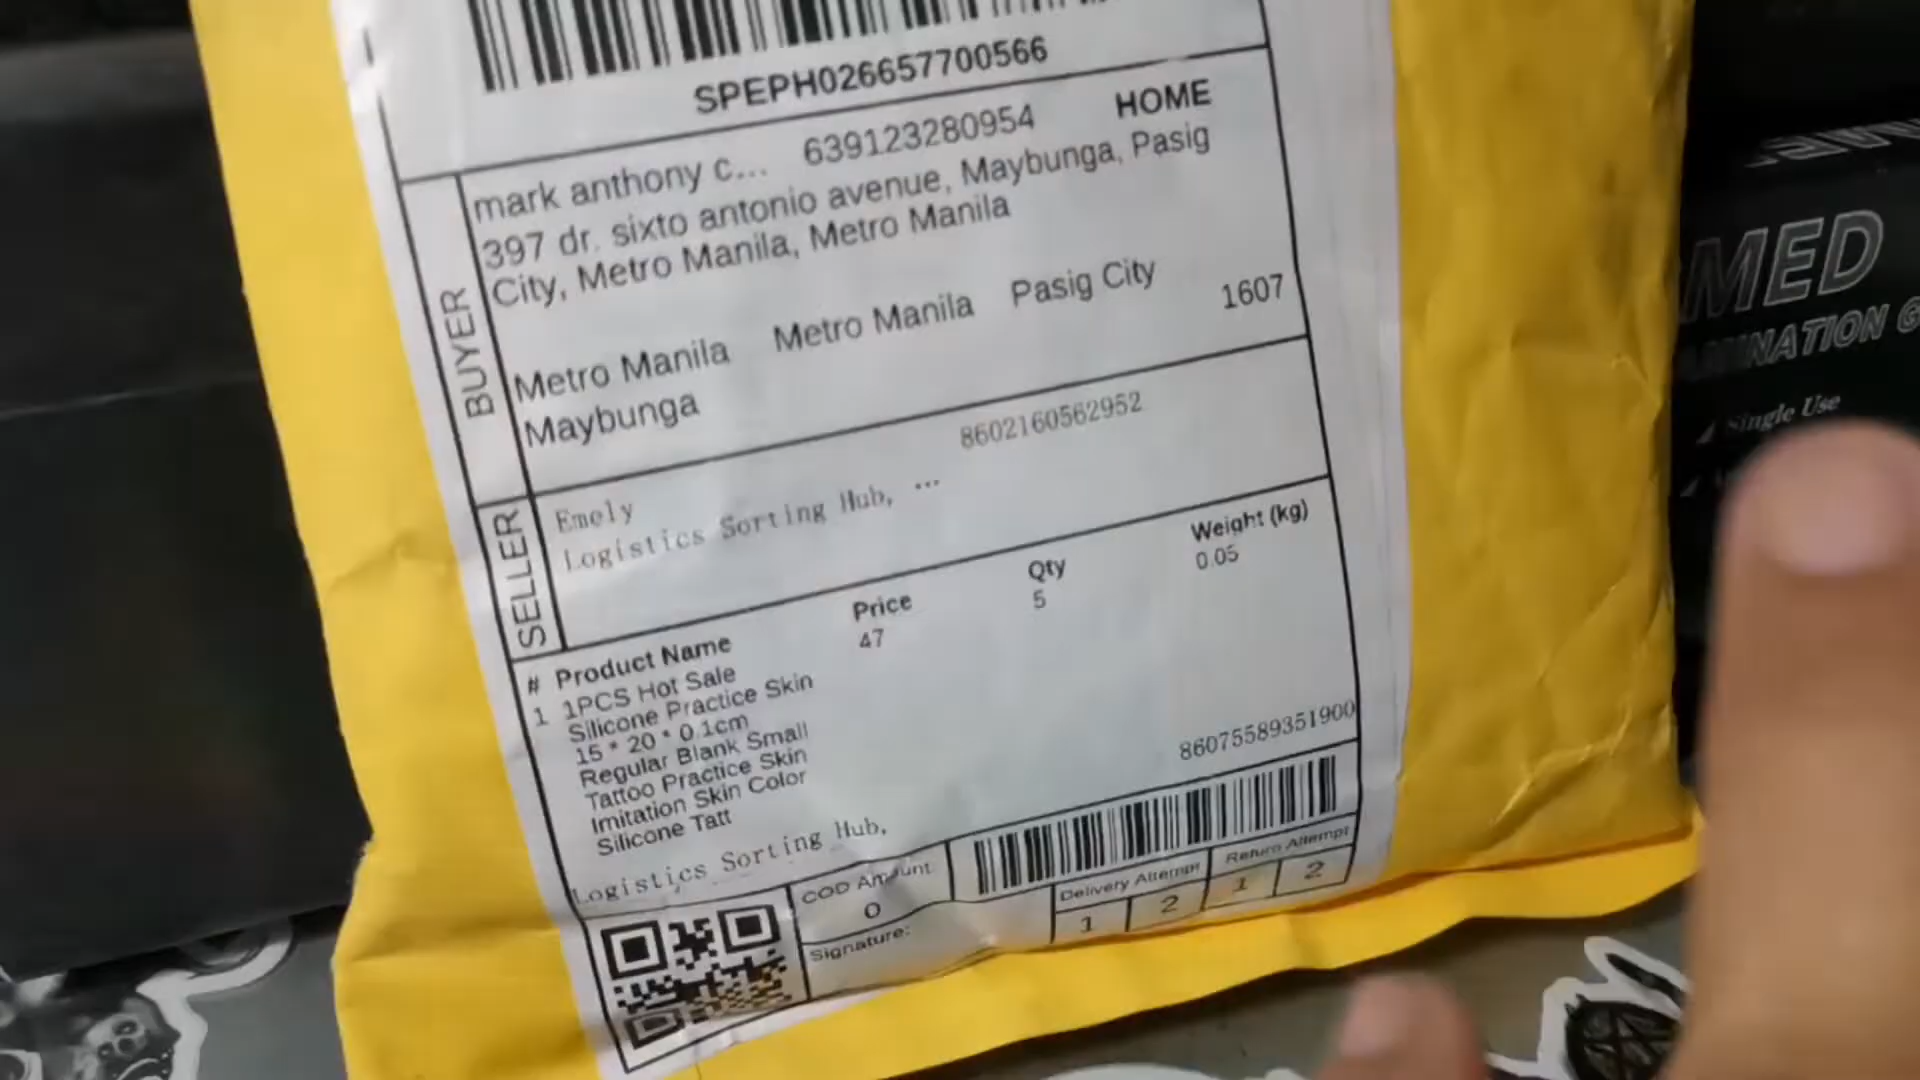 SPEPH026657700566
HOME
mark anthony c... 639123280954
397 dr. sixto antonio avenue, Maybunga, Pasig
City, Metro Manila, Metro Manila
Metro Manila Metro Manila Pasig City 1607
Maybunga
BUYER
SELLER
Emely 8602160562952
Logistics Sorting Hub, ...
# Product Name Price Qty Weight (kg)
1 1PCS Hot Sale 47 5 0.05
Silicone Practice Skin
15 * 20 * 0.1cm
Regular Blank Small
Tattoo Practice Skin
Imitation Skin Color
Silicone Tatt
86075589351900
Logistics Sorting Hub,
COD Amount
0
Signature:
Delivery Attempt Return Attempt
1 2 1 2
MED
Single Use